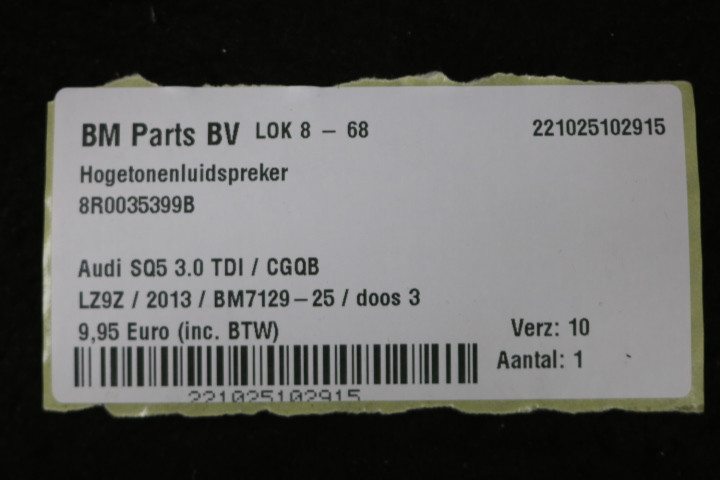 BM Parts BV LOK 8 - 68 221025102915
Hogetonenluidspreker
8R0035399B
Audi SQ5 3.0 TDI / CGQB
LZ9Z / 2013 / BM7129-25 / doos 3
9,95 Euro (inc. BTW) Verz: 10
Aantal: 1
221025102915